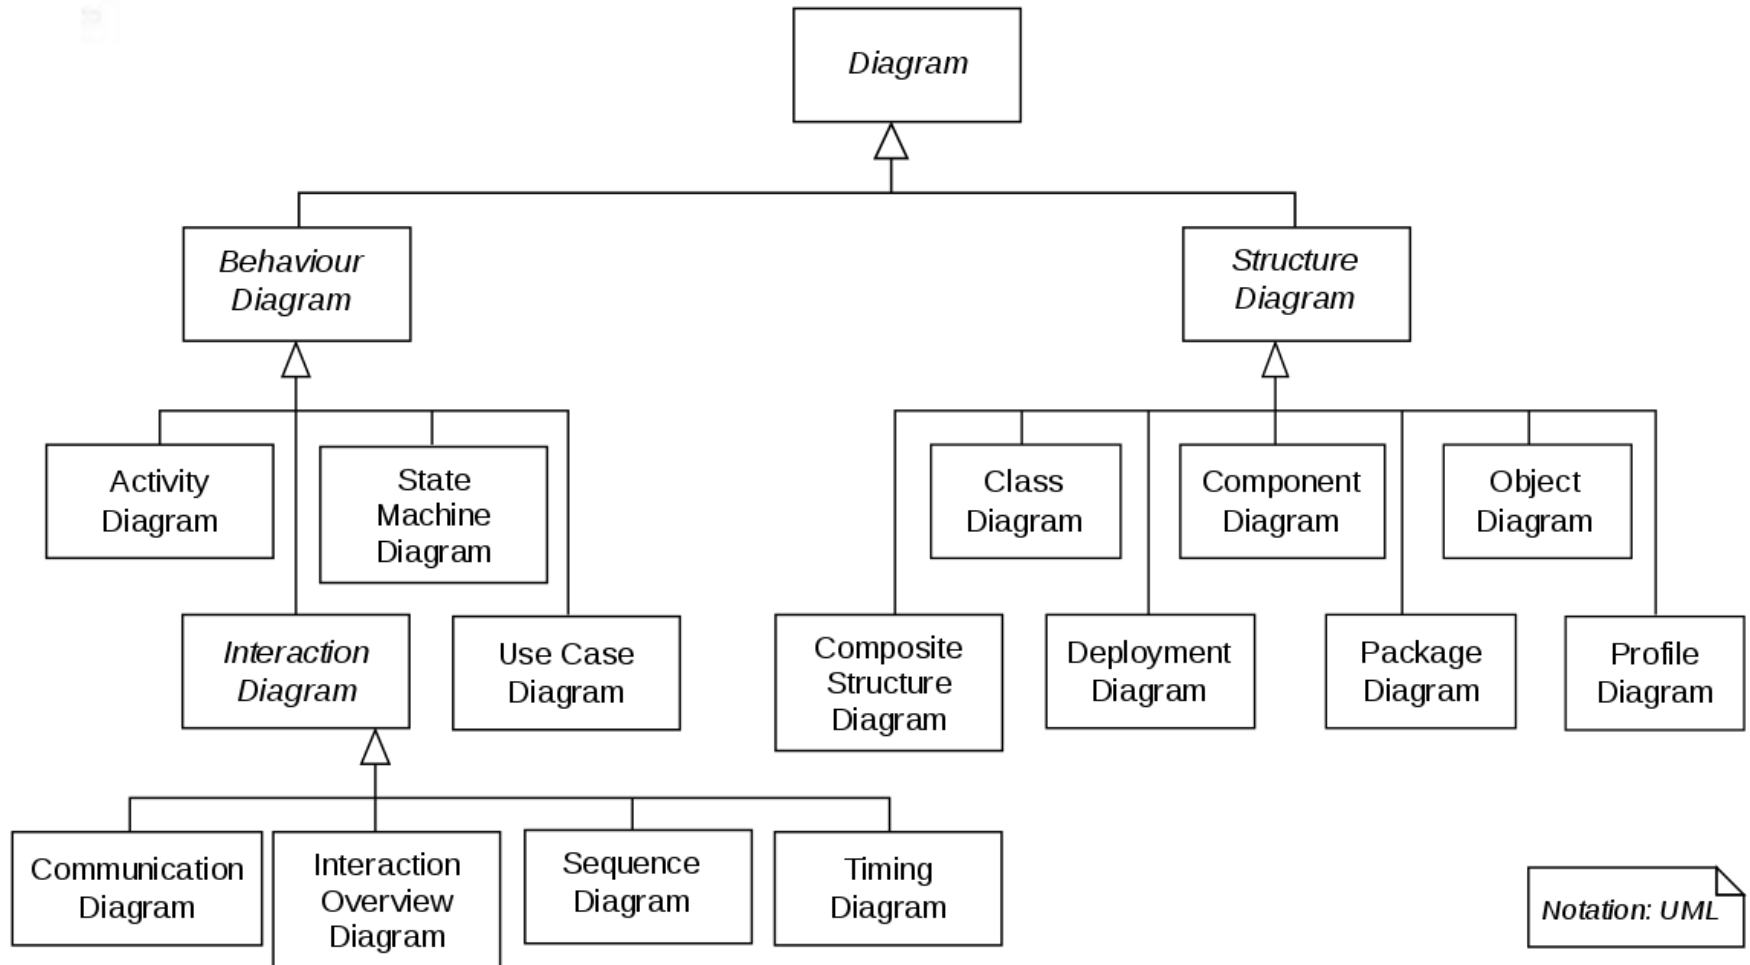 Diagram
Behaviour
Diagram
Structure
Diagram
Activity
Diagram
State
Machine
Diagram
Class
Diagram
Component
Diagram
Object
Diagram
Interaction
Diagram
Use Case
Diagram
Composite
Structure
Diagram
Deployment
Diagram
Package
Diagram
Profile
Diagram
Communication
Diagram
Interaction
Overview
Diagram
Sequence
Diagram
Timing
Diagram
Notation: UML